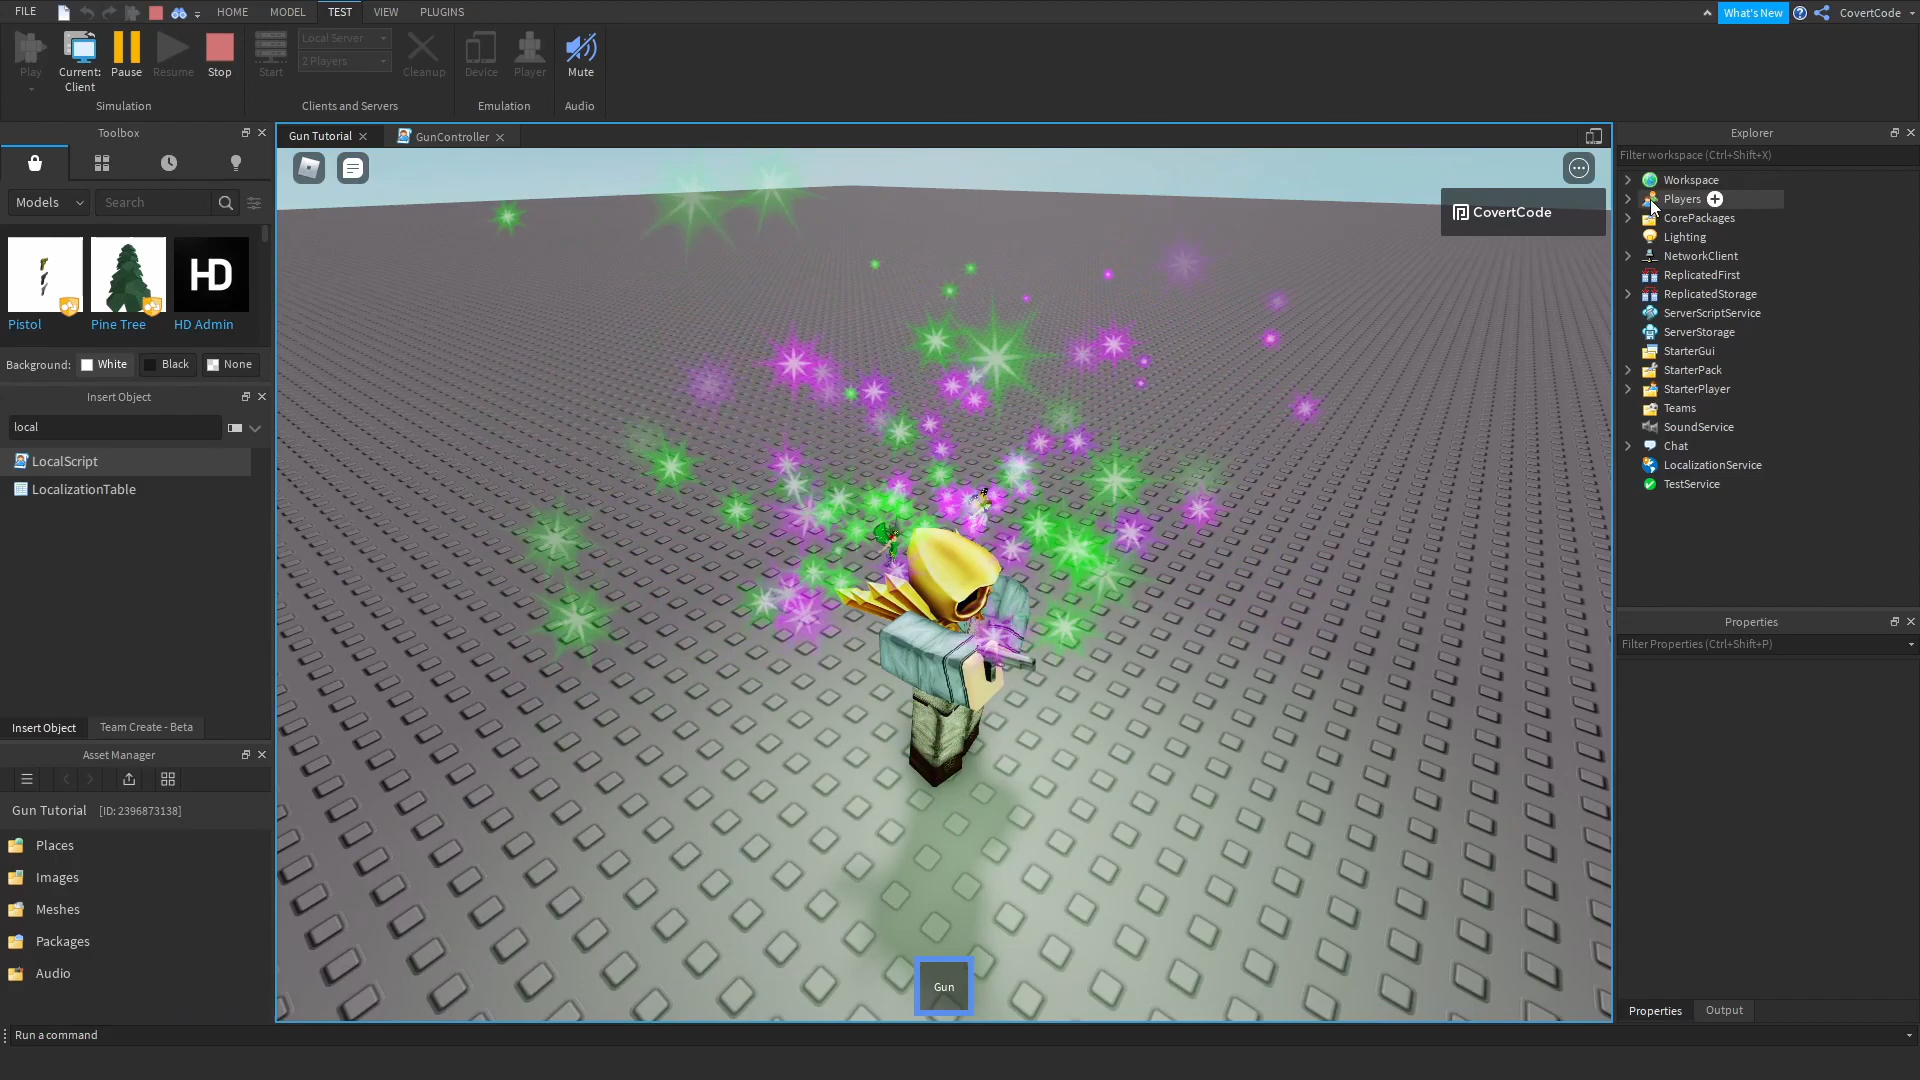 FILE HOME MODEL TEST VIEW PLUGINS What's New CovertCode
Play Current: Client Pause Resume Stop Start Local Server 2 Players Cleanup Device Player Mute
Simulation Clients and Servers Emulation Audio
Toolbox
Models Search
Pistol Pine Tree HD HD Admin
Background: White Black None
Insert Object
local
LocalScript
LocalizationTable
Insert Object Team Create - Beta
Asset Manager
Gun Tutorial [ID: 2396873138]
Places
Images
Meshes
Packages
Audio
Gun Tutorial GunController
CovertCode
Gun
Explorer
Filter workspace (Ctrl+Shift+X)
Workspace
Players
CorePackages
Lighting
NetworkClient
ReplicatedFirst
ReplicatedStorage
ServerScriptService
ServerStorage
StarterGui
StarterPack
StarterPlayer
Teams
SoundService
Chat
LocalizationService
TestService
Properties
Filter Properties (Ctrl+Shift+P)
Properties Output
Run a command